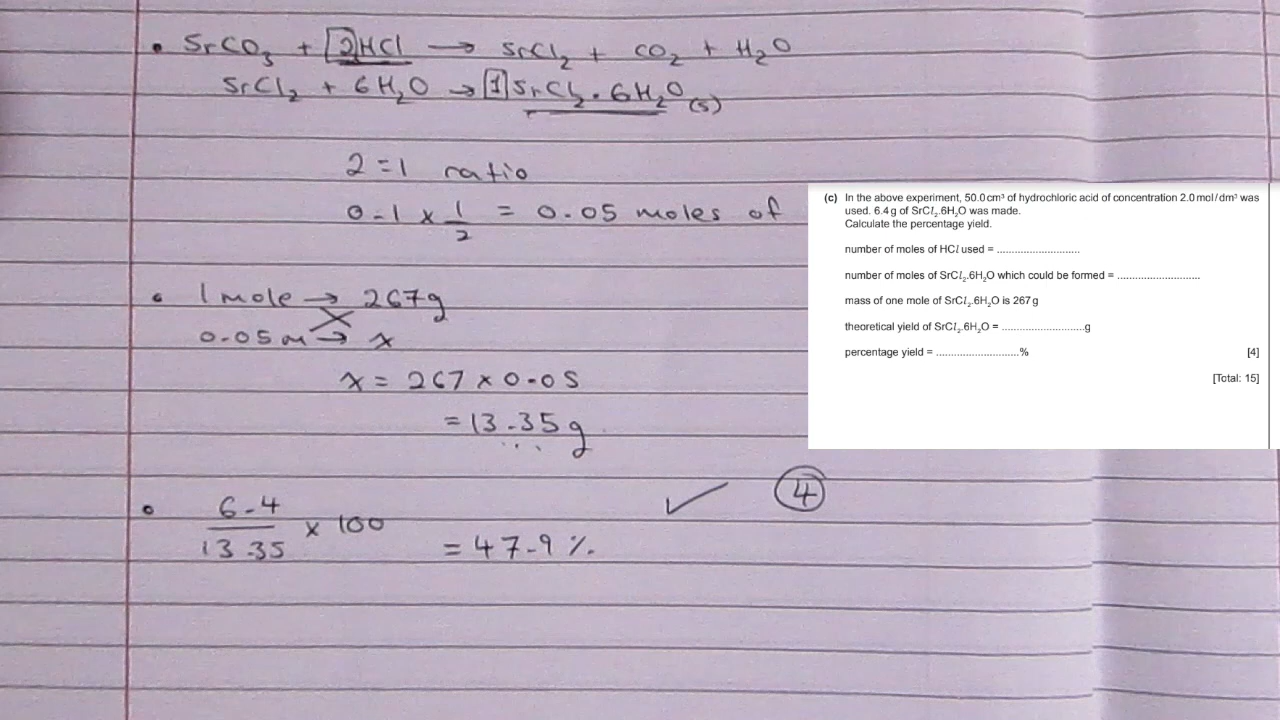 • SrCO₃ + 2HCl → SrCl₂ + CO₂ + H₂O
SrCl₂ + 6H₂O → 1 SrCl₂·6H₂O (s)
2=1 ratio
0-1 × 1/2 = 0.05 moles of
• 1 mole → 267g
0.05m → x
x = 267 × 0.05
= 13.35g
• 6.4/13.35 × 100 = 47.9 %
✓ 4
(c) In the above experiment, 50.0 cm³ of hydrochloric acid of concentration 2.0 mol/dm³ was
used. 6.4 g of SrCl₂.6H₂O was made.
Calculate the percentage yield.
number of moles of HCl used = ............................
number of moles of SrCl₂.6H₂O which could be formed = ............................
mass of one mole of SrCl₂.6H₂O is 267 g
theoretical yield of SrCl₂.6H₂O = ............................g
percentage yield = ............................% [4]
[Total: 15]